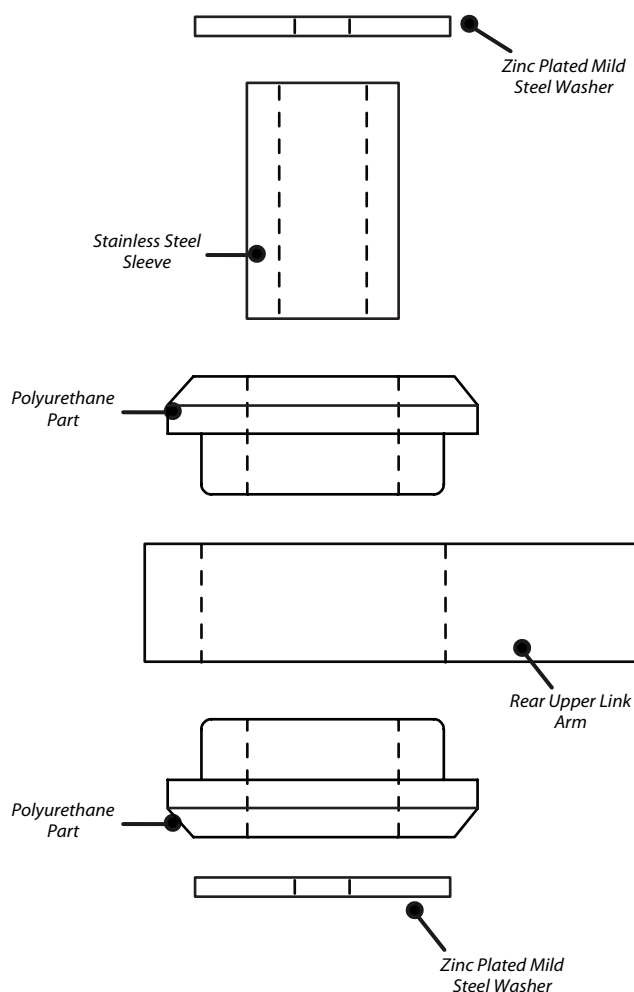 Zinc Plated Mild
Steel Washer
Stainless Steel
Sleeve
Polyurethane
Part
Rear Upper Link
Arm
Polyurethane
Part
Zinc Plated Mild
Steel Washer